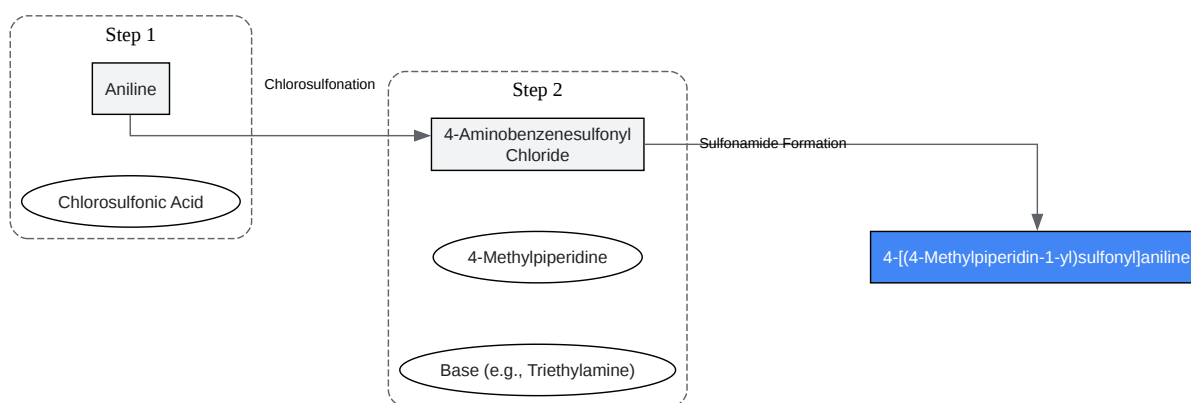 Step 1
Aniline
Chlorosulfonic Acid
Chlorosulfonation
Step 2
4-Aminobenzenesulfonyl
Chloride
4-Methylpiperidine
Base (e.g., Triethylamine)
Sulfonamide Formation
4-[(4-Methylpiperidin-1-yl)sulfonyl]aniline